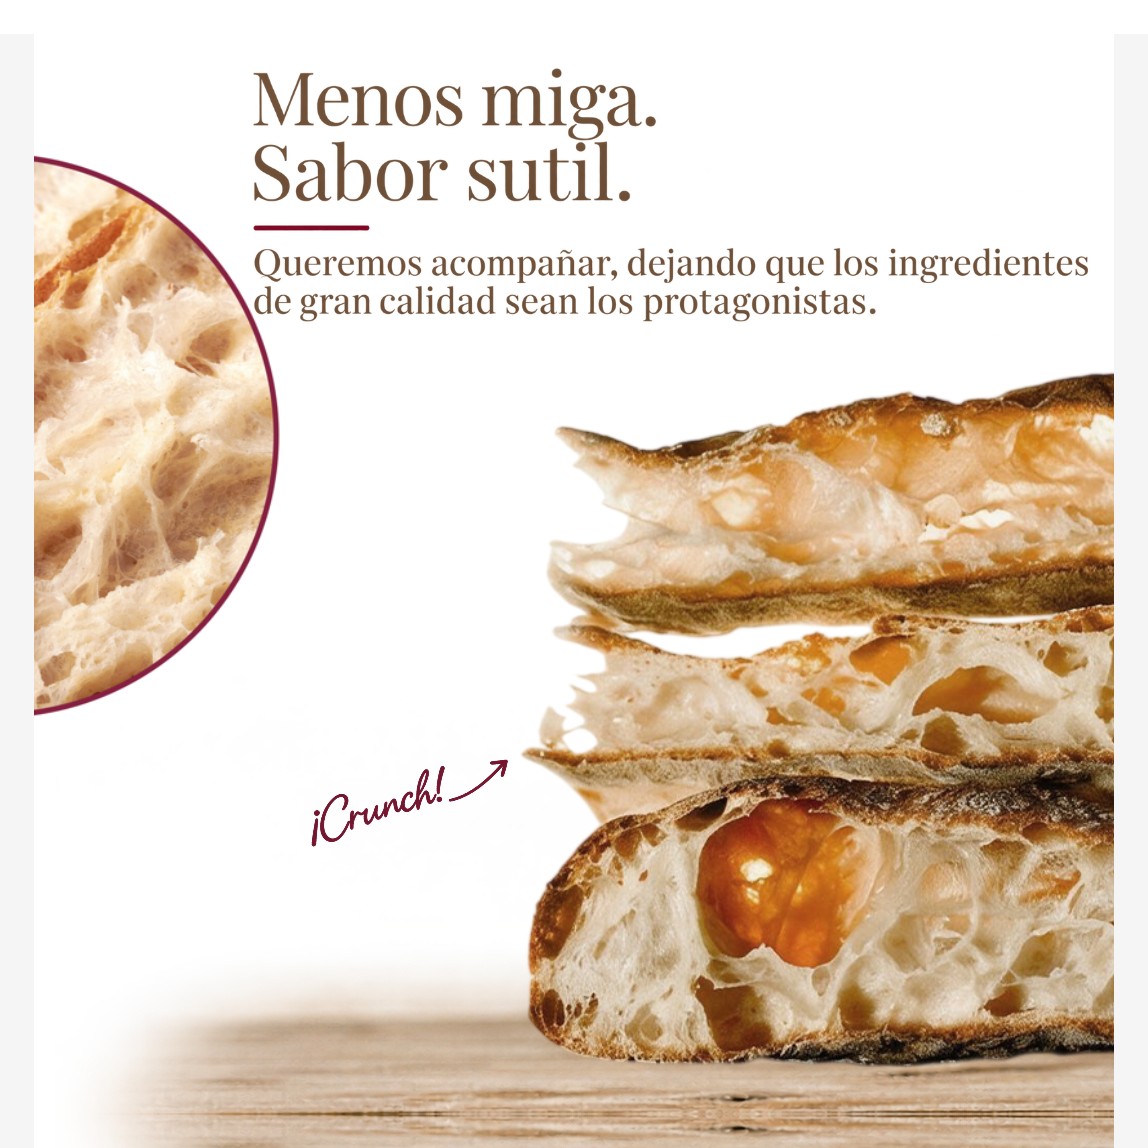 Menos miga.
Sabor sutil.
Queremos acompañar, dejando que los ingredientes
de gran calidad sean los protagonistas.
¡Crunch!